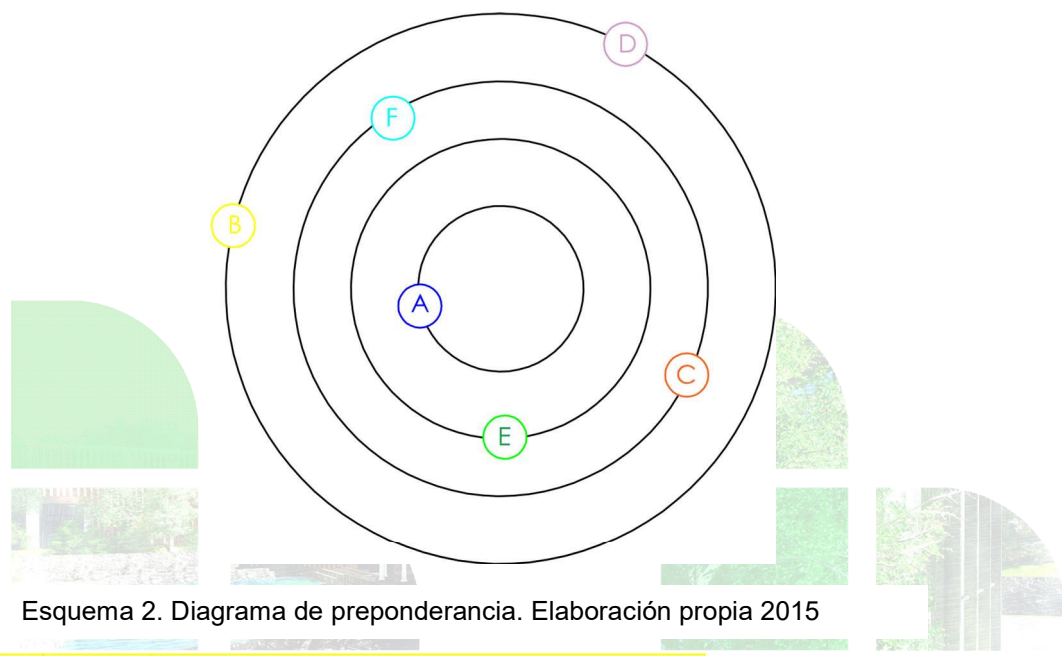 D
F
B
A
C
E
Esquema 2. Diagrama de preponderancia. Elaboración propia 2015